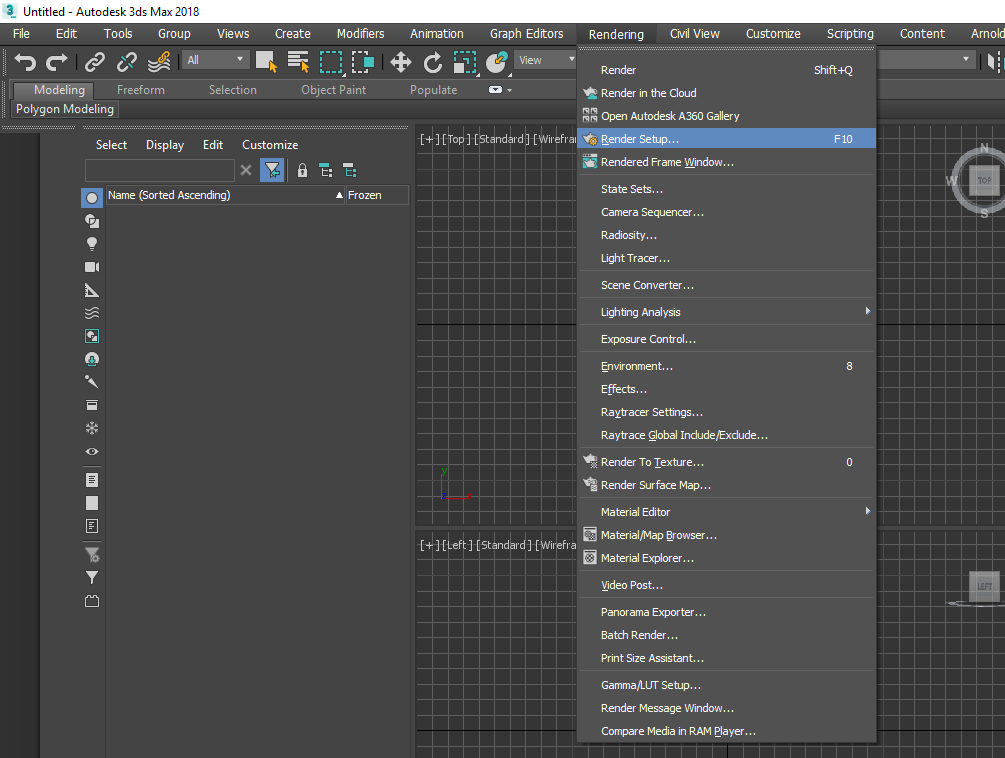 Untitled - Autodesk 3ds Max 2018
File Edit Tools Group Views Create Modifiers Animation Graph Editors Rendering Civil View Customize Scripting Content Arnold
All View
Modeling Freeform Selection Object Paint Populate
Polygon Modeling
Select Display Edit Customize
Name (Sorted Ascending) Frozen
[+] [Top] [Standard] [Wirefra
Render Shift+Q
Render in the Cloud
Open Autodesk A360 Gallery
Render Setup... F10
Rendered Frame Window...
State Sets...
Camera Sequencer...
Radiosity...
Light Tracer...
Scene Converter...
Lighting Analysis
Exposure Control...
Environment... 8
Effects...
Raytracer Settings...
Raytrace Global Include/Exclude...
Render To Texture... 0
Render Surface Map...
Material Editor
Material/Map Browser...
Material Explorer...
Video Post...
Panorama Exporter...
Batch Render...
Print Size Assistant...
Gamma/LUT Setup...
Render Message Window...
Compare Media in RAM Player...
N
W TOP
S
y
z x
[+] [Left] [Standard] [Wirefra
LEFT